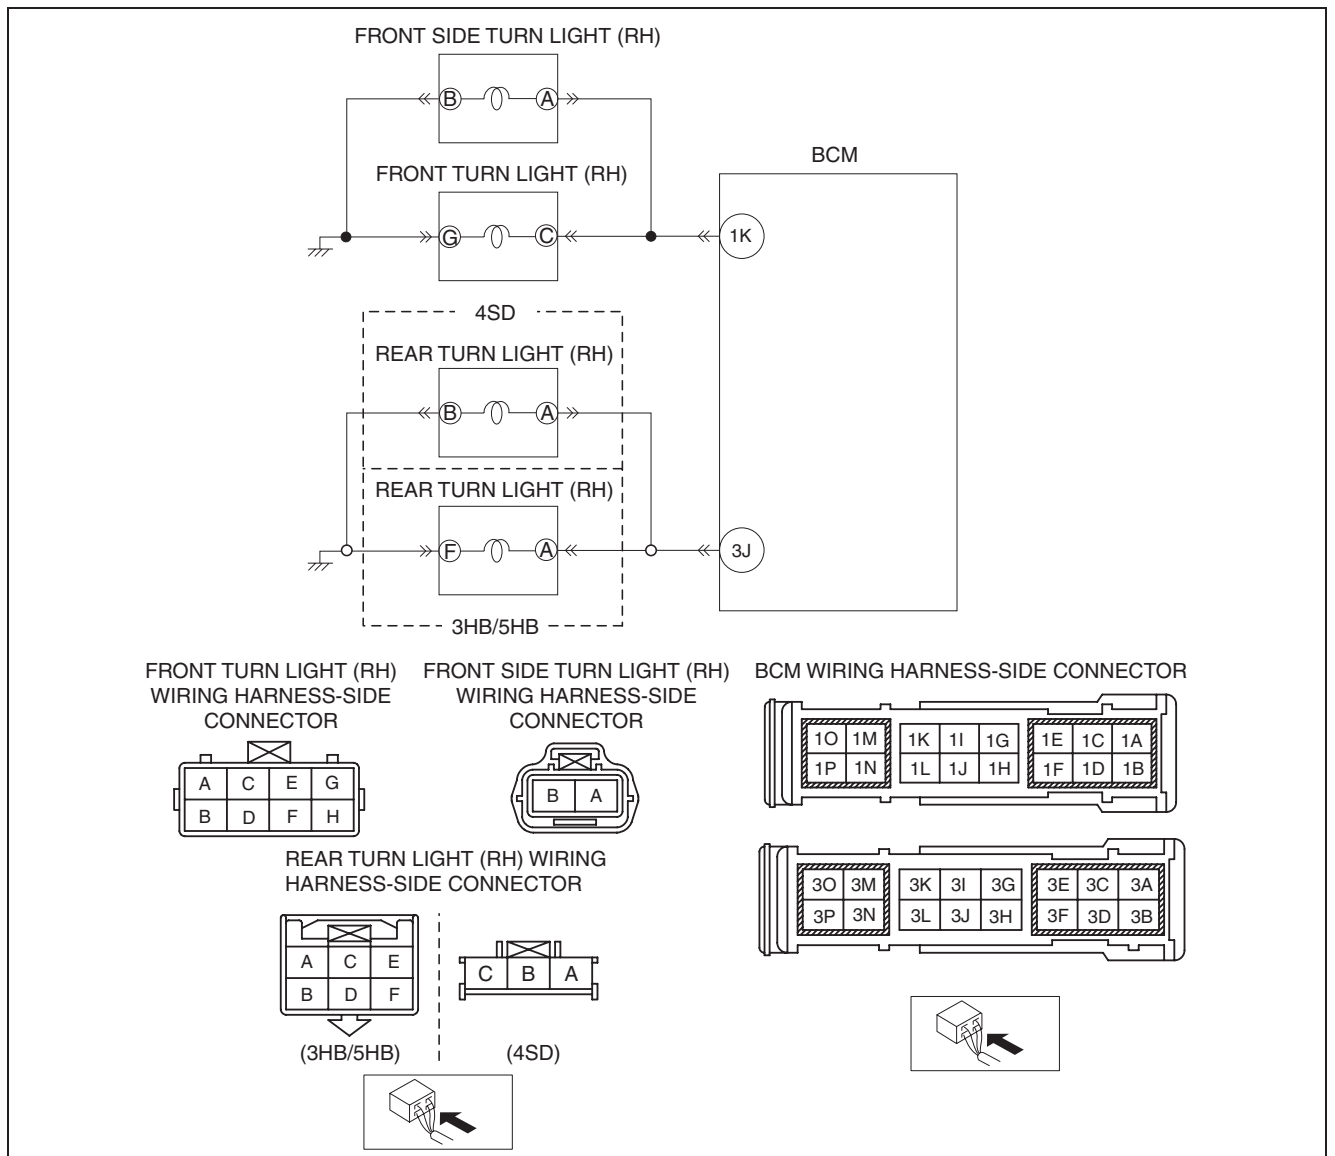 FRONT SIDE TURN LIGHT (RH)
B A
FRONT TURN LIGHT (RH)
G C
BCM
1K
4SD
REAR TURN LIGHT (RH)
B A
REAR TURN LIGHT (RH)
F A
3J
3HB/5HB
FRONT TURN LIGHT (RH)
WIRING HARNESS-SIDE
CONNECTOR
A C E G
B D F H
FRONT SIDE TURN LIGHT (RH)
WIRING HARNESS-SIDE
CONNECTOR
B A
BCM WIRING HARNESS-SIDE CONNECTOR
1O 1M 1K 1I 1G 1E 1C 1A
1P 1N 1L 1J 1H 1F 1D 1B
3O 3M 3K 3I 3G 3E 3C 3A
3P 3N 3L 3J 3H 3F 3D 3B
REAR TURN LIGHT (RH) WIRING
HARNESS-SIDE CONNECTOR
A C E
B D F
(3HB/5HB)
C B A
(4SD)